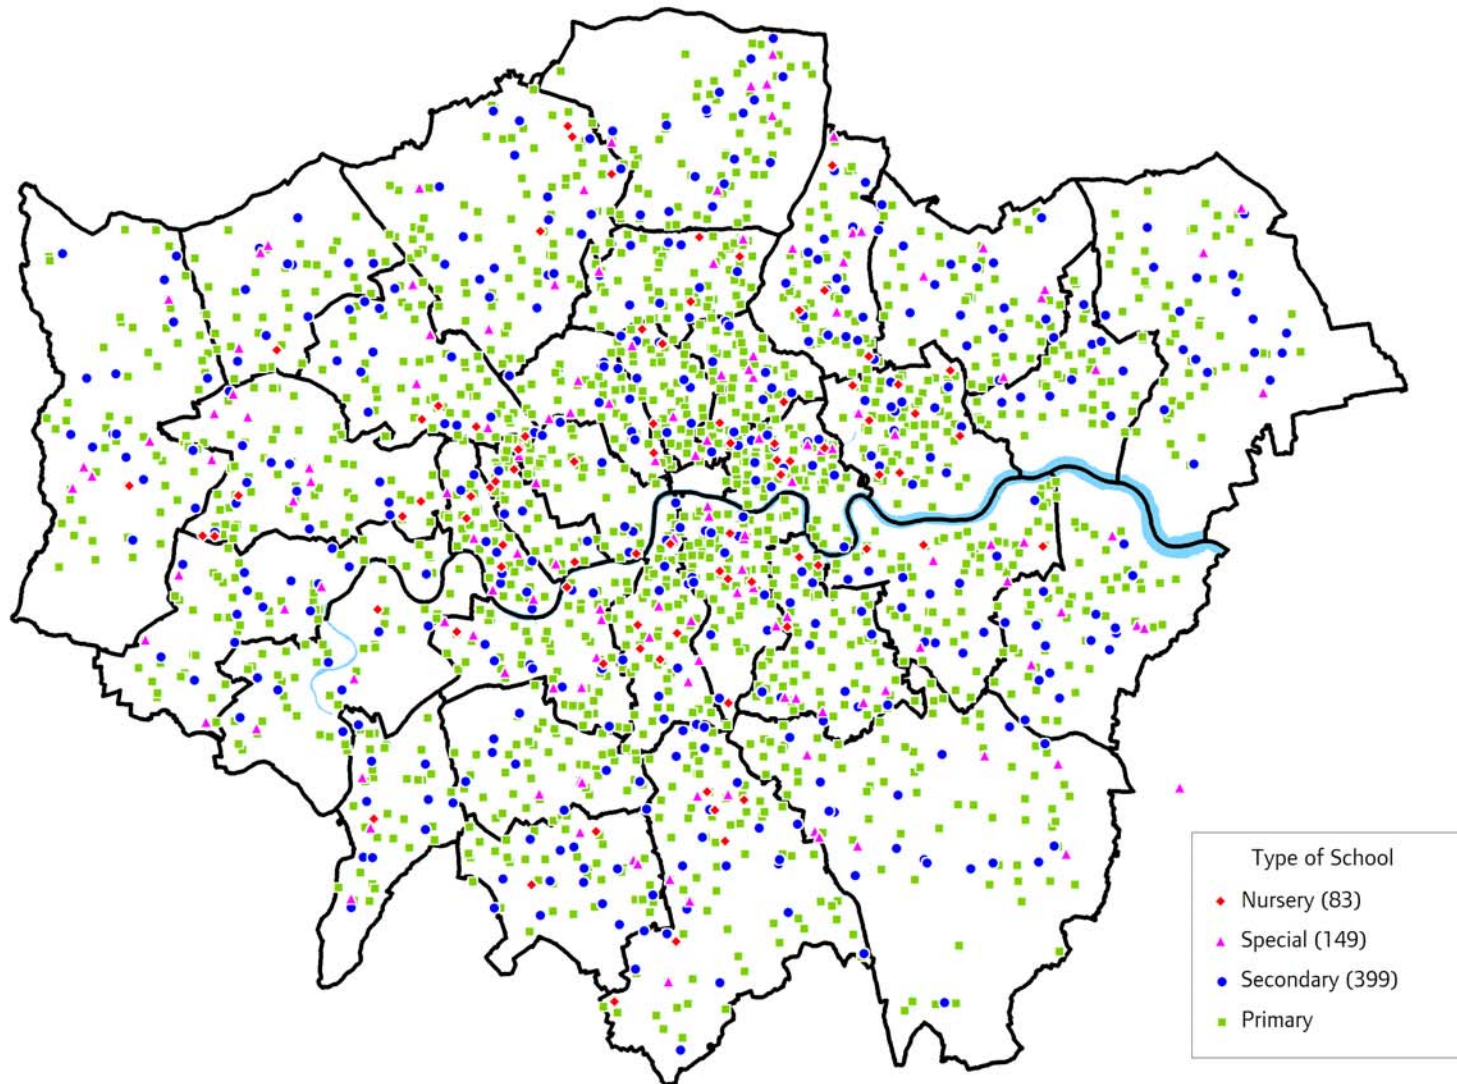 Type of School
Nursery (83)
Special (149)
Secondary (399)
Primary